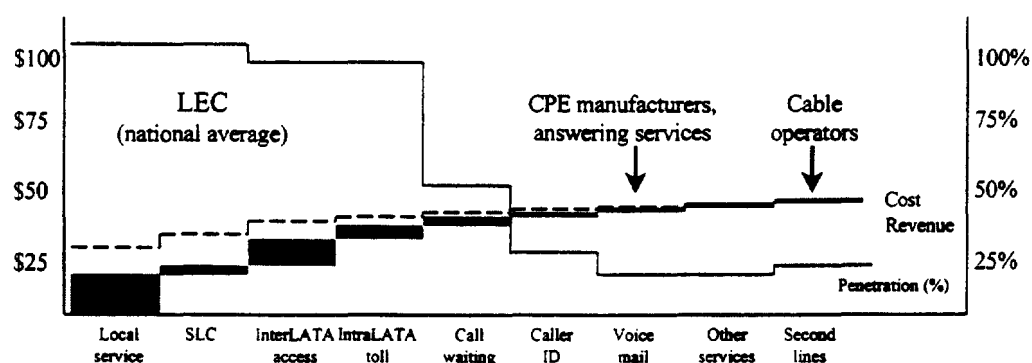 $100
$75
$50
$25
100%
75%
50%
25%
LEC
(national average)
CPE manufacturers,
answering services
Cable
operators
Cost
Revenue
Penetration (%)
Local
service
SLC
InterLATA
access
IntraLATA
toll
Call
waiting
Caller
ID
Voice
mail
Other
services
Second
lines